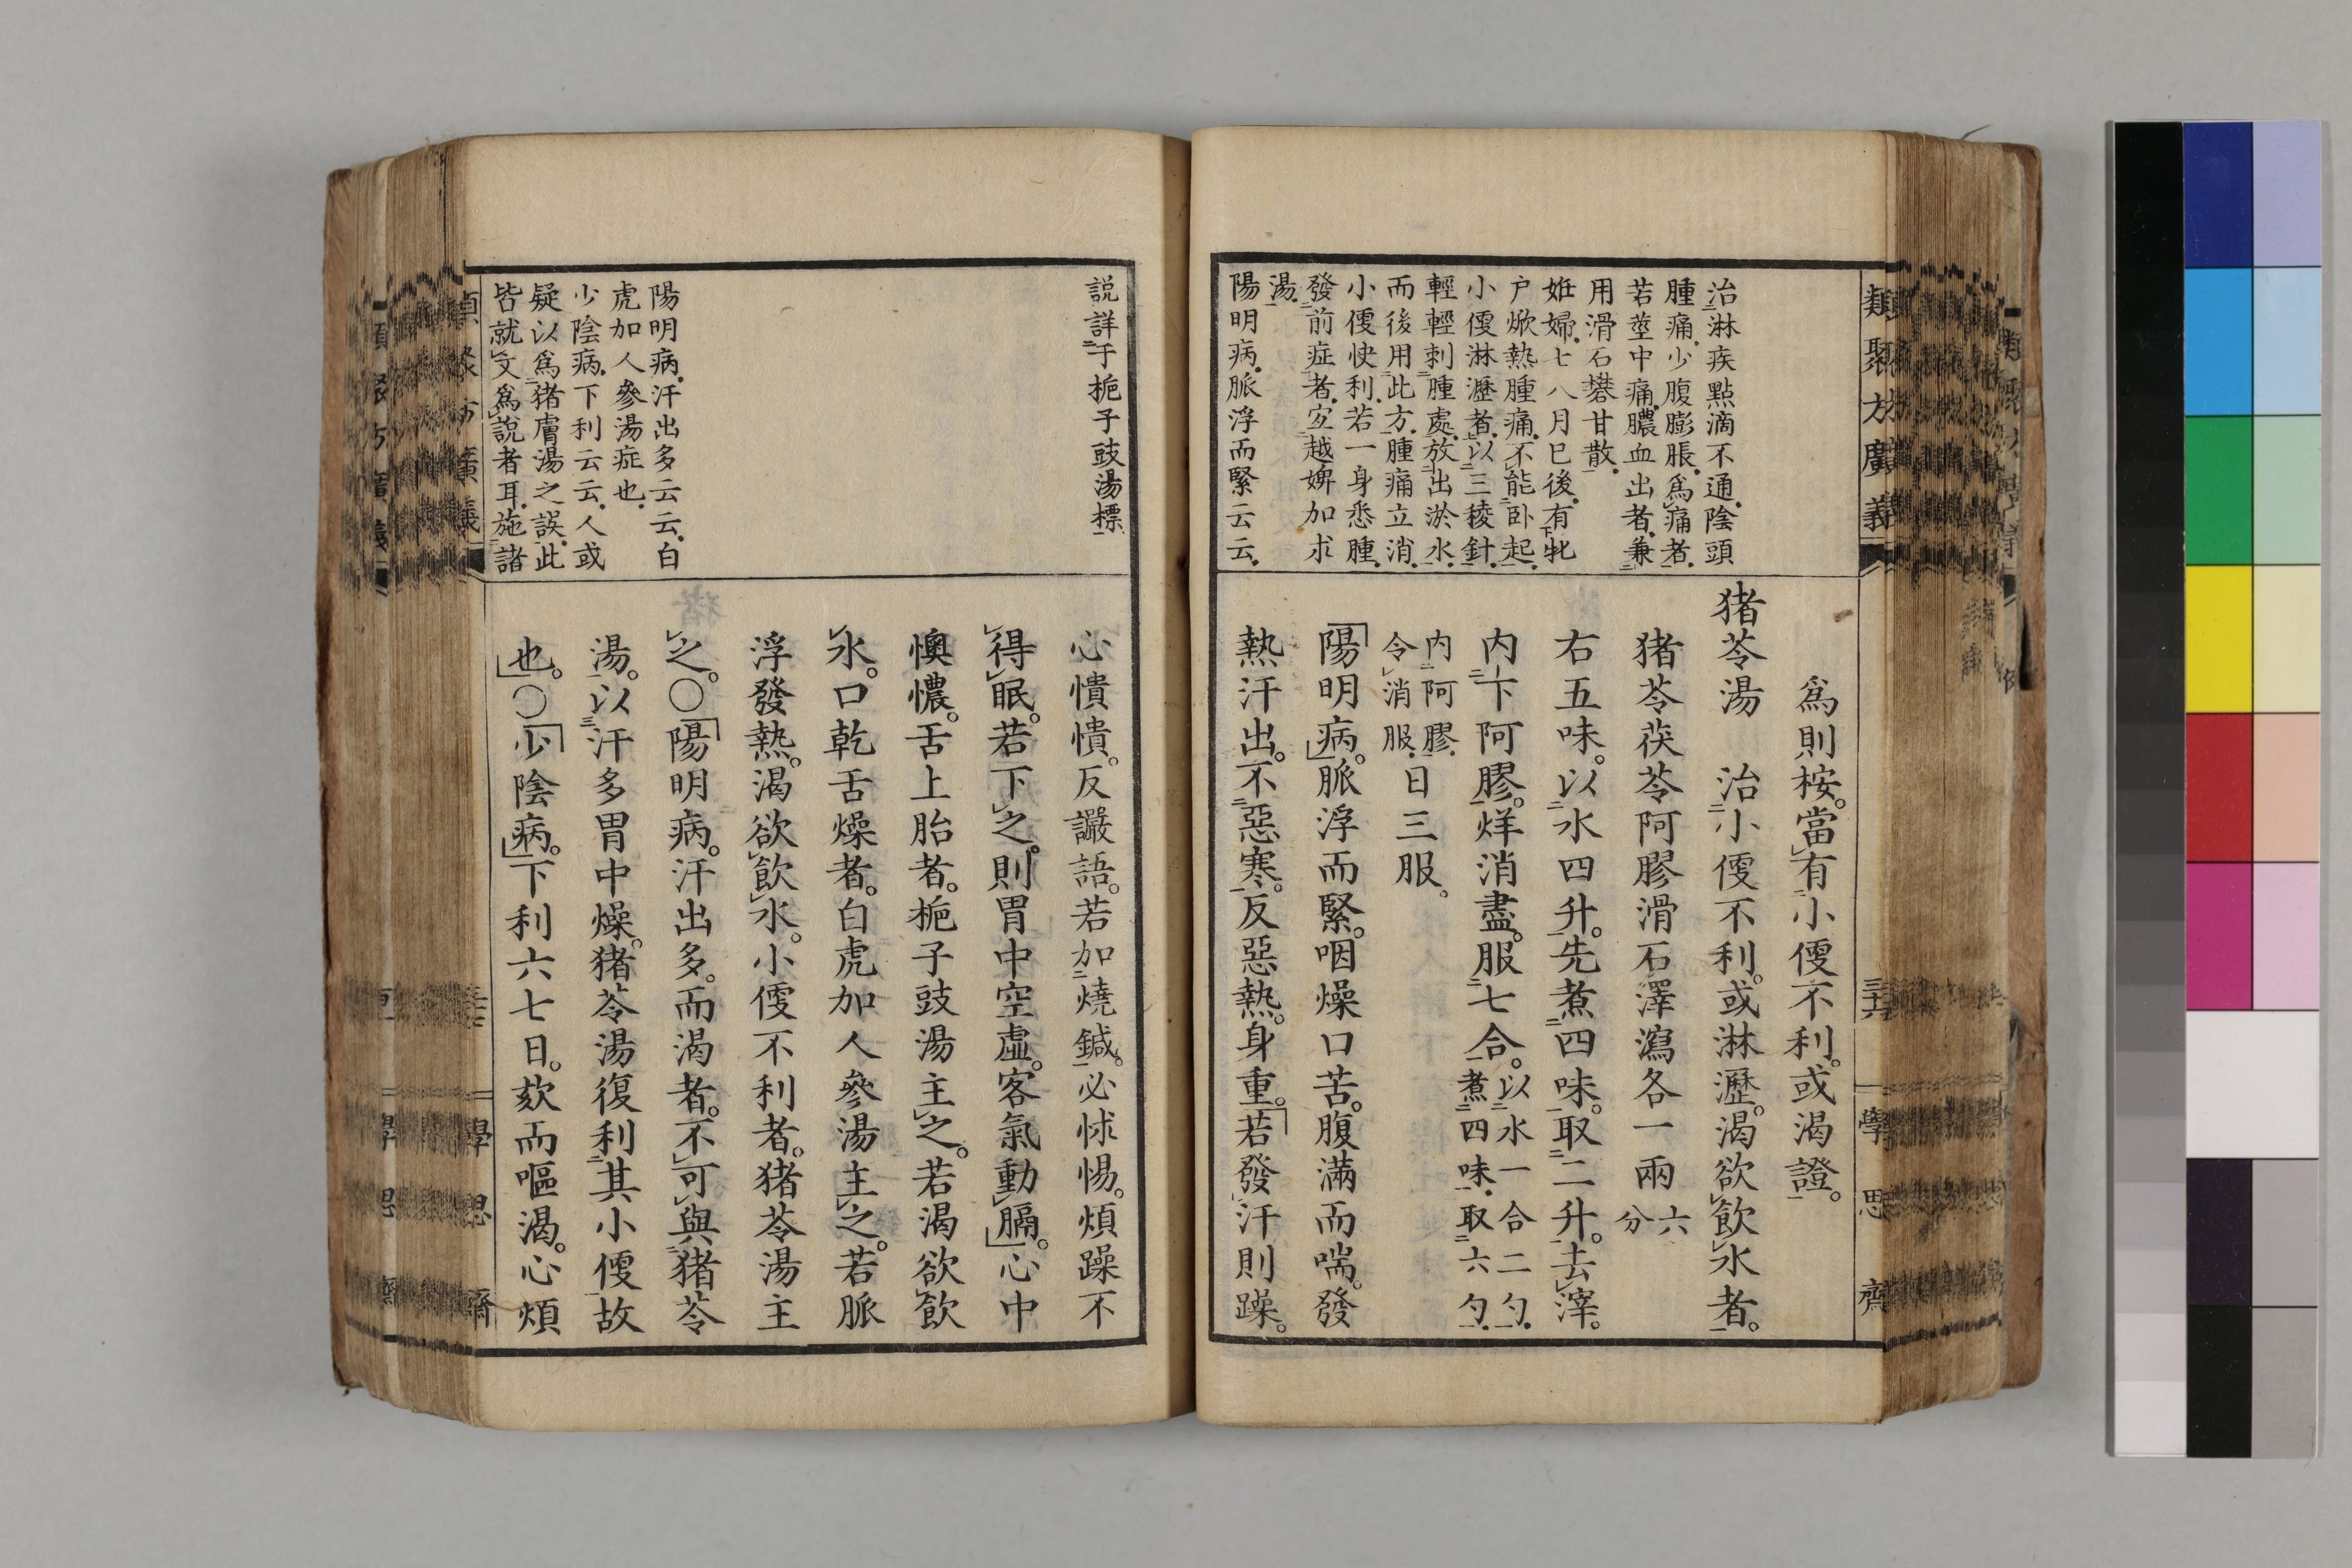 類聚方廣義
三十六
學思齋
治淋疾點滴不通。陰頭
腫痛。少腹膨脹。爲痛者。
若莖中痛。膿血出者。兼
用滑石礬甘散。
妊婦。七八月已後。有牝
户焮熱腫痛。不能卧起。
小便淋瀝者。以三稜針。
輕輕刺腫處。放出淤水。
而後用此方。腫痛立消。
小便快利。若一身悉腫。
發前症者。宜越婢加朮
湯。
陽明病。脈浮而緊云云。
爲則按。當有小便不利。或渴證。
猪苓湯 治小便不利。或淋瀝。渴欲飲水者。
猪苓茯苓阿膠滑石澤瀉各一兩六分
右五味。以水四升。先煮四味。取二升。去滓。
内下阿膠。烊消盡。服七合。以水一合二勺。煮四味。取六勺。
内阿膠。令消服。日三服。
「陽明病」。脈浮而緊。咽燥口苦。腹滿而喘。發
熱汗出。不惡寒。反惡熱。身重。「若發汗則躁。
說詳于梔子豉湯標
陽明病。汗出多云云。白
虎加人參湯症也。
少陰病。下利云云。人或
疑以爲猪膚湯之誤。此
皆就文爲說者耳。施諸
心憒憒。反讝語。若加燒鍼。必怵惕。煩躁不
得眠。若下之。則胃中空虛。客氣動膈」。心中
懊憹。舌上胎者。梔子豉湯主之。若渴欲飲
水。口乾舌燥者。白虎加人參湯主之。若脈
浮發熱。渴欲飲水。小便不利者。猪苓湯主
之。○「陽明病。汗出多。而渴者。不可與猪苓
湯。以汗多胃中燥。猪苓湯復利其小便故
也」。○「少陰病」。下利六七日。欬而嘔渴。心煩